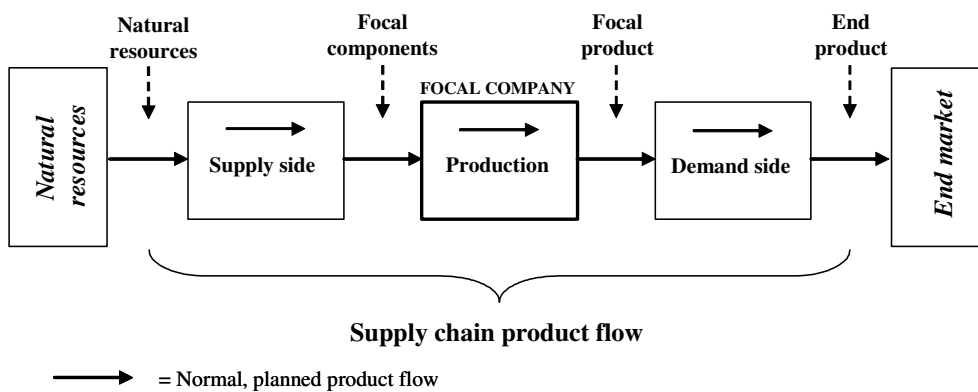 Natural
resources
Focal
components
Focal
product
End
product
FOCAL COMPANY
Natural
resources
Supply side
Production
Demand side
End market
Supply chain product flow
= Normal, planned product flow